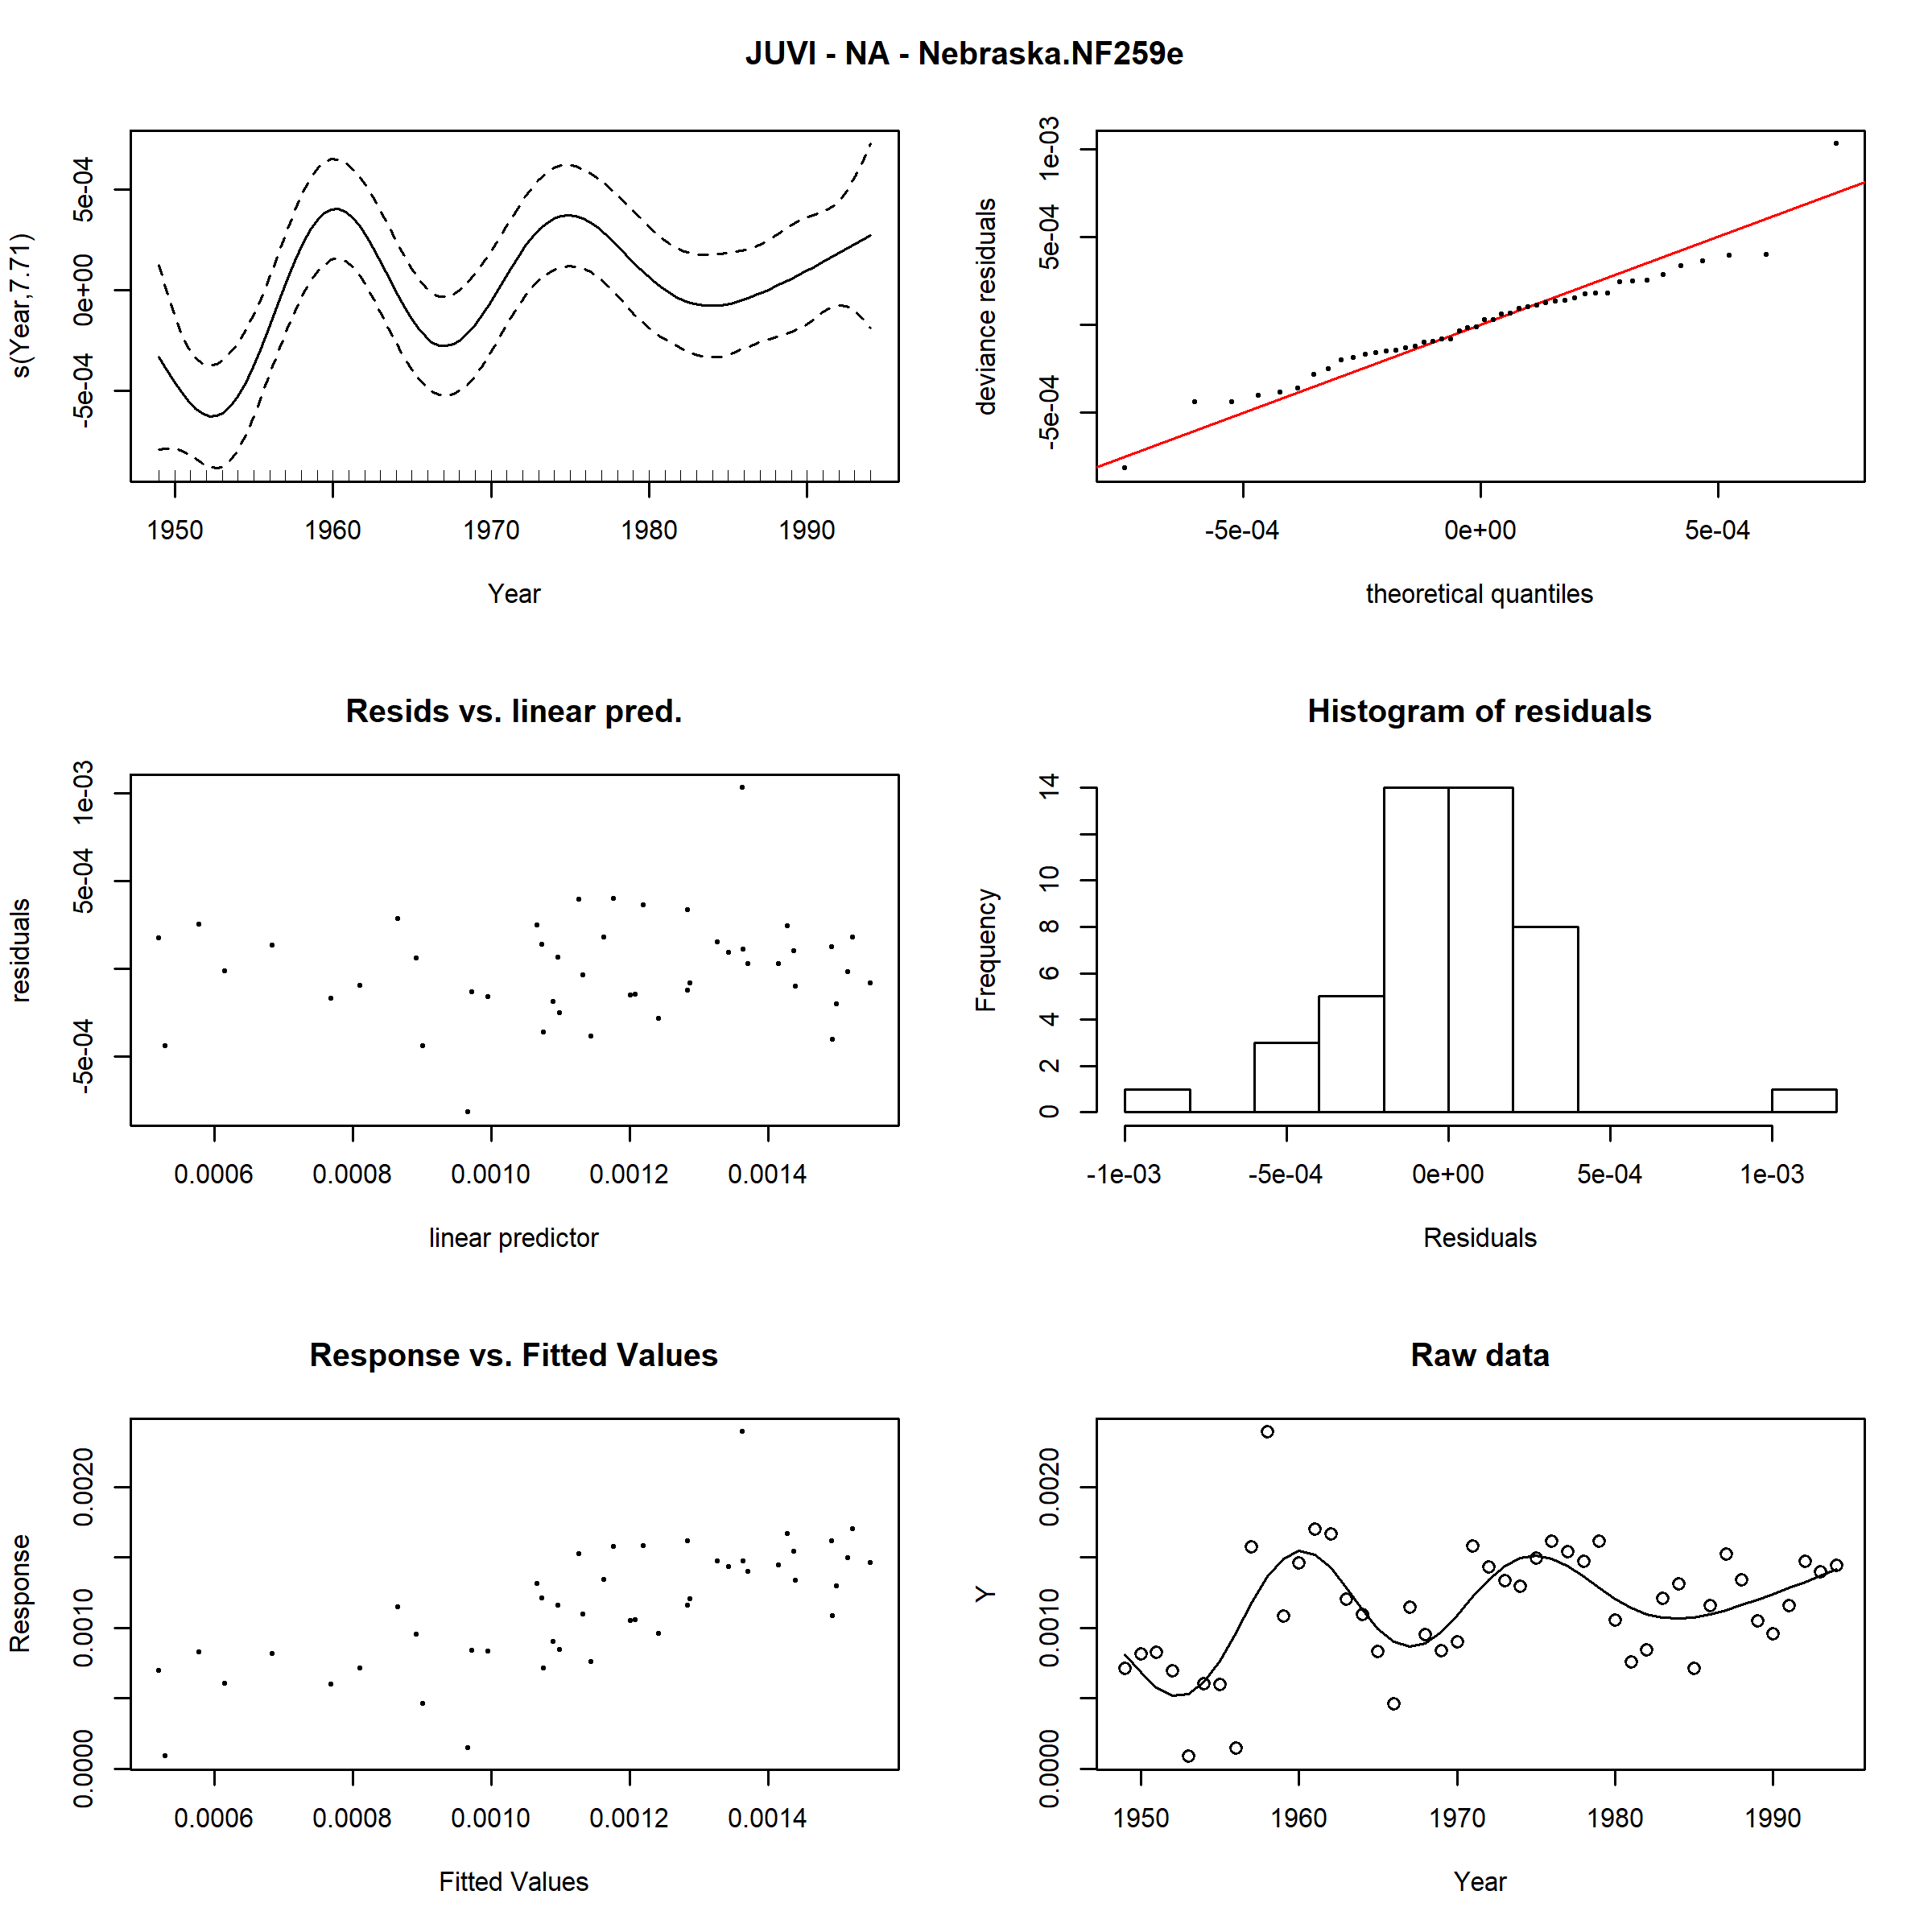 JUVI - NA - Nebraska.NF259e
s(Year,7.71)
-5e-04 0e+00 5e-04
1950 1960 1970 1980 1990
Year
deviance residuals
-5e-04 5e-04 1e-03
-5e-04 0e+00 5e-04
theoretical quantiles
Resids vs. linear pred.
residuals
-5e-04 5e-04 1e-03
0.0006 0.0008 0.0010 0.0012 0.0014
linear predictor
Histogram of residuals
Frequency
0 2 4 6 8 10 14
-1e-03 -5e-04 0e+00 5e-04 1e-03
Residuals
Response vs. Fitted Values
Response
0.0000 0.0010 0.0020
0.0006 0.0008 0.0010 0.0012 0.0014
Fitted Values
Raw data
Y
0.0000 0.0010 0.0020
1950 1960 1970 1980 1990
Year